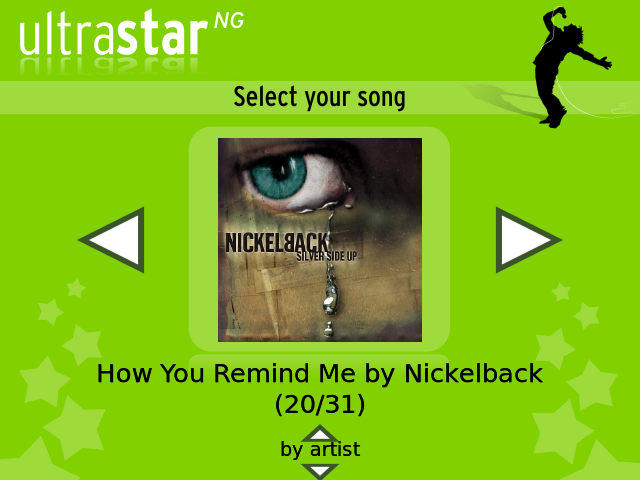 ultrastar NG
Select your song
NICKELBACK
SILVER SIDE UP
How You Remind Me by Nickelback
(20/31)
by artist